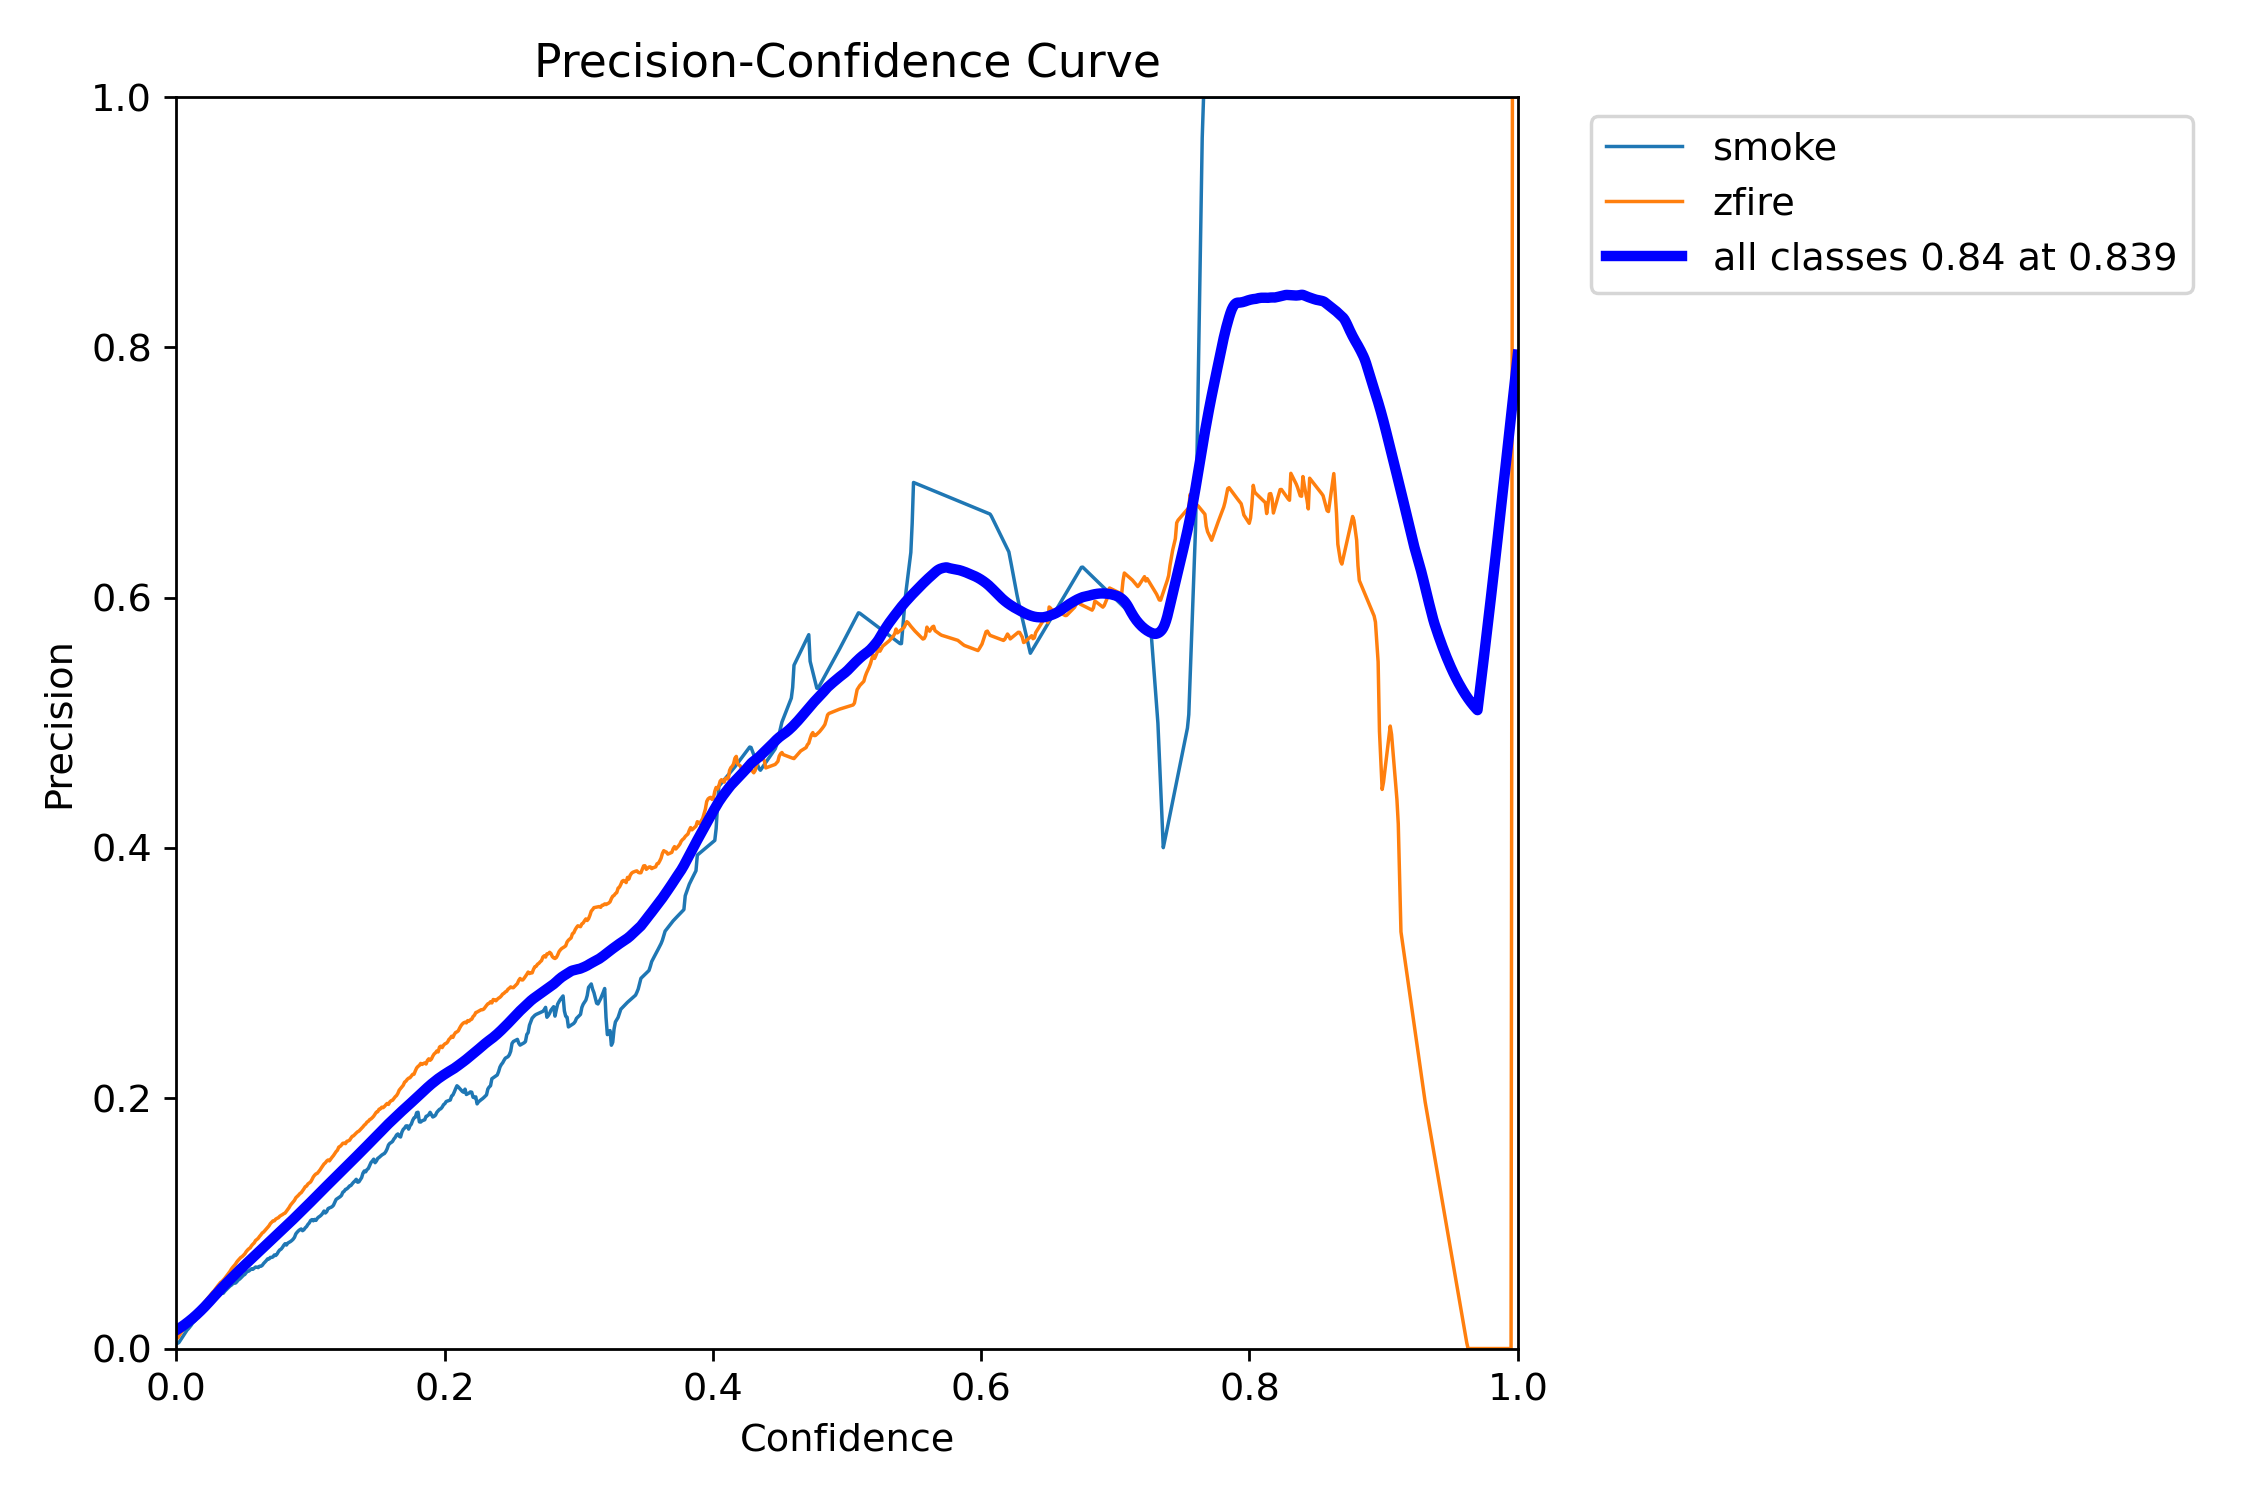 Precision-Confidence Curve
1.0
0.8
0.6
0.4
0.2
0.0
Precision
0.0 0.2 0.4 0.6 0.8 1.0
Confidence
smoke
zfire
all classes 0.84 at 0.839